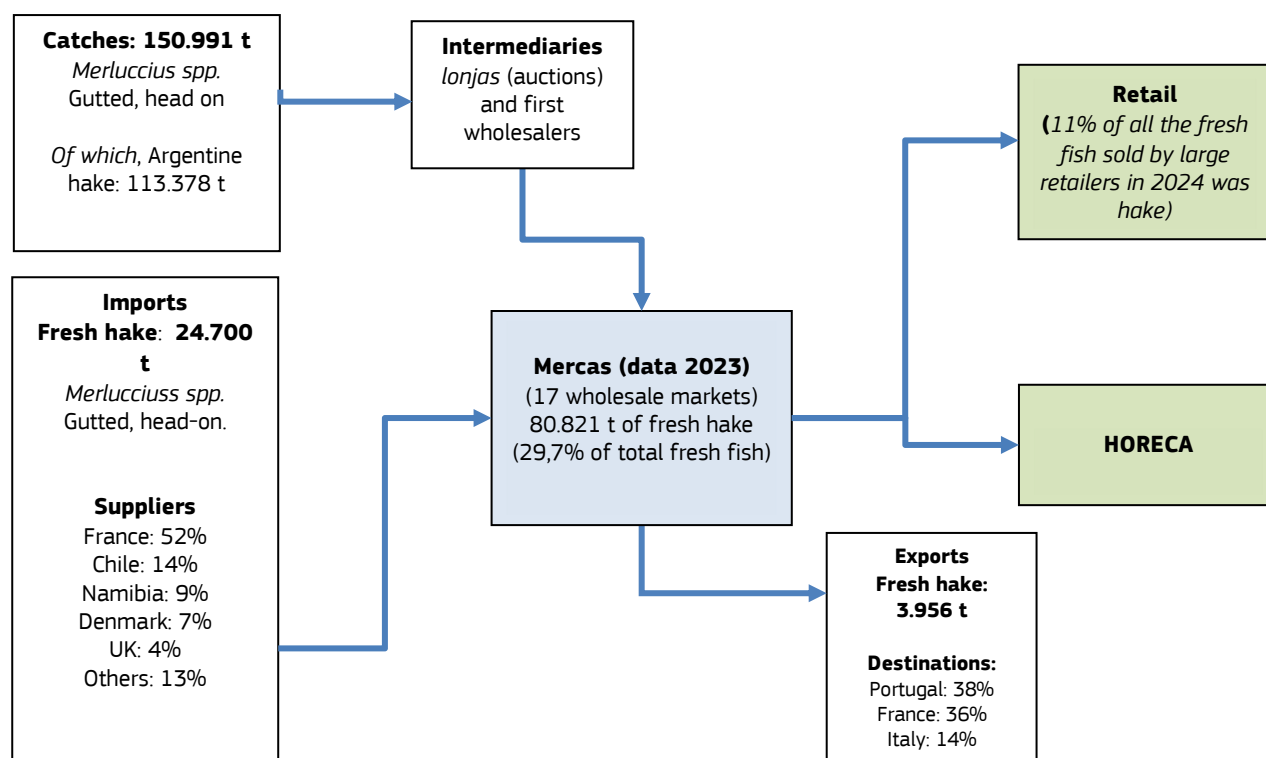 Catches: 150.991 t
Merluccius spp.
Gutted, head on
Of which, Argentine
hake: 113.378 t
Intermediaries
lonjas (auctions)
and first
wholesalers
Retail
(11% of all the fresh
fish sold by large
retailers in 2024 was
hake)
Imports
Fresh hake: 24.700
t
Merlucciuss spp.
Gutted, head-on.
Suppliers
France: 52%
Chile: 14%
Namibia: 9%
Denmark: 7%
UK: 4%
Others: 13%
Mercas (data 2023)
(17 wholesale markets)
80.821 t of fresh hake
(29,7% of total fresh fish)
HORECA
Exports
Fresh hake:
3.956 t
Destinations:
Portugal: 38%
France: 36%
Italy: 14%